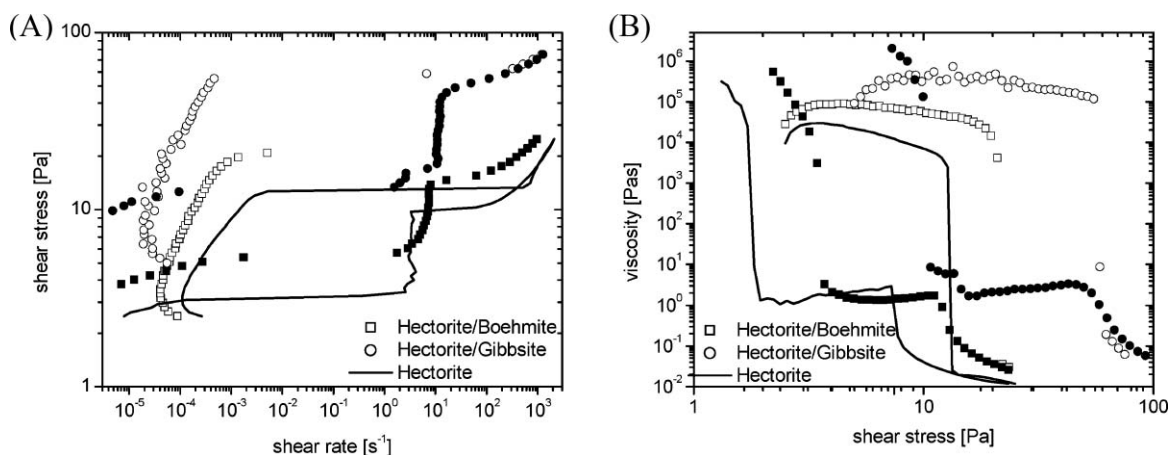 (A)
100
10
1
shear stress [Pa]
10⁻⁵ 10⁻⁴ 10⁻³ 10⁻² 10⁻¹ 10⁰ 10¹ 10² 10³
shear rate [s⁻¹]
Hectorite/Boehmite
Hectorite/Gibbsite
Hectorite
(B)
10⁶
10⁵
10⁴
10³
10²
10¹
10⁰
10⁻¹
10⁻²
viscosity [Pas]
1 10 100
shear stress [Pa]
Hectorite/Boehmite
Hectorite/Gibbsite
Hectorite